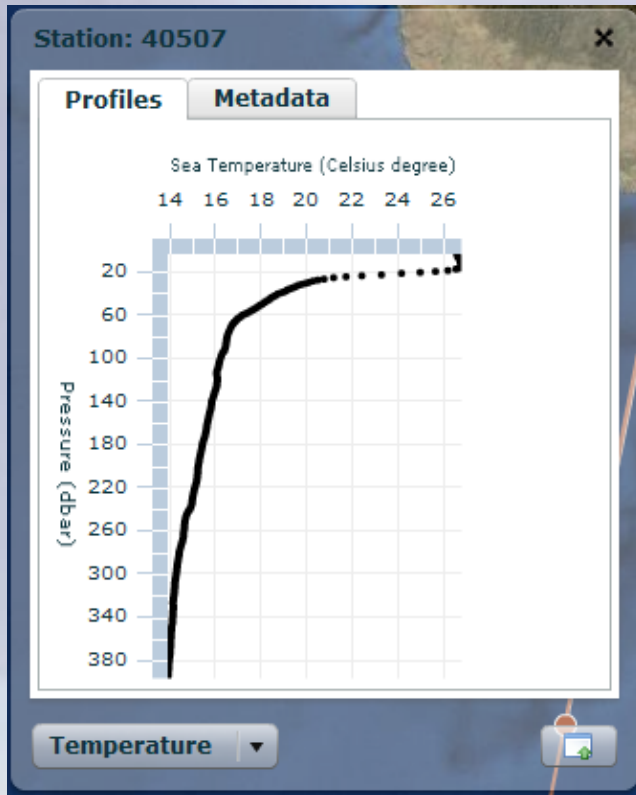 Station: 40507
Profiles Metadata
Sea Temperature (Celsius degree)
14 16 18 20 22 24 26
20
60
100
140
180
220
260
300
340
380
Pressure (dbar)
Temperature